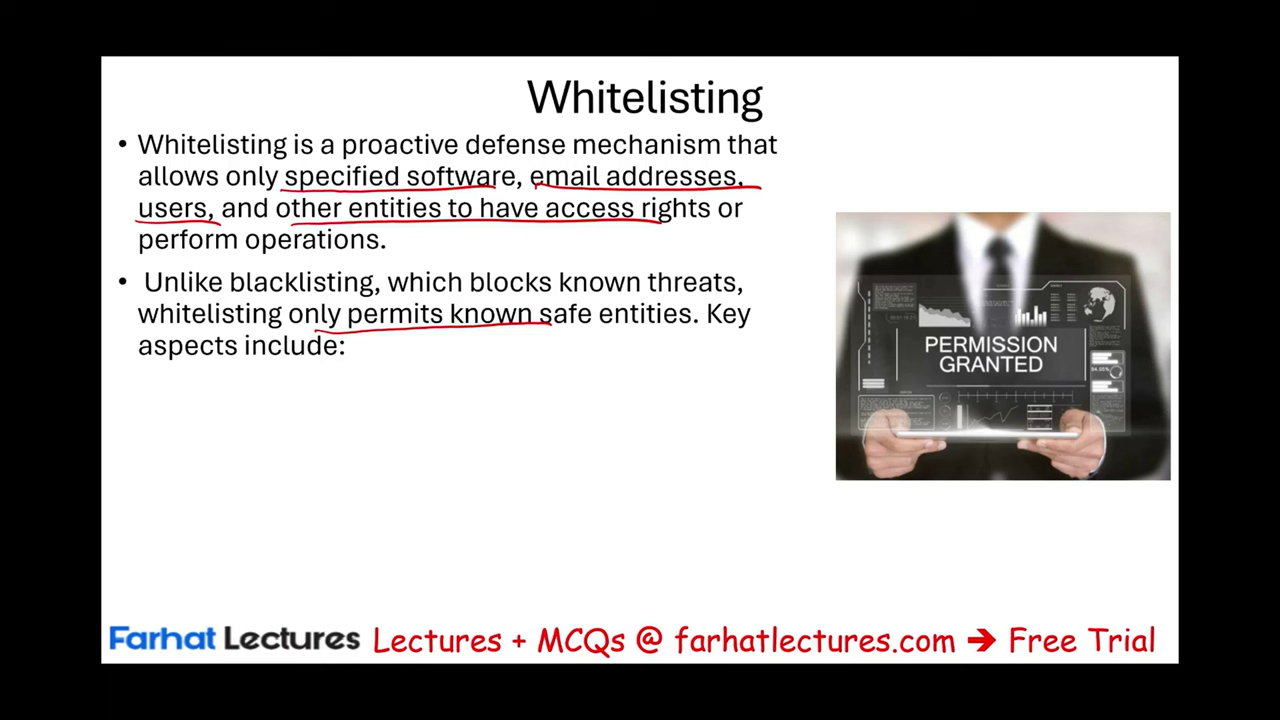 Whitelisting
• Whitelisting is a proactive defense mechanism that
allows only specified software, email addresses,
users, and other entities to have access rights or
perform operations.
• Unlike blacklisting, which blocks known threats,
whitelisting only permits known safe entities. Key
aspects include:
PERMISSION
GRANTED
Farhat Lectures Lectures + MCQs @ farhatlectures.com ➔ Free Trial